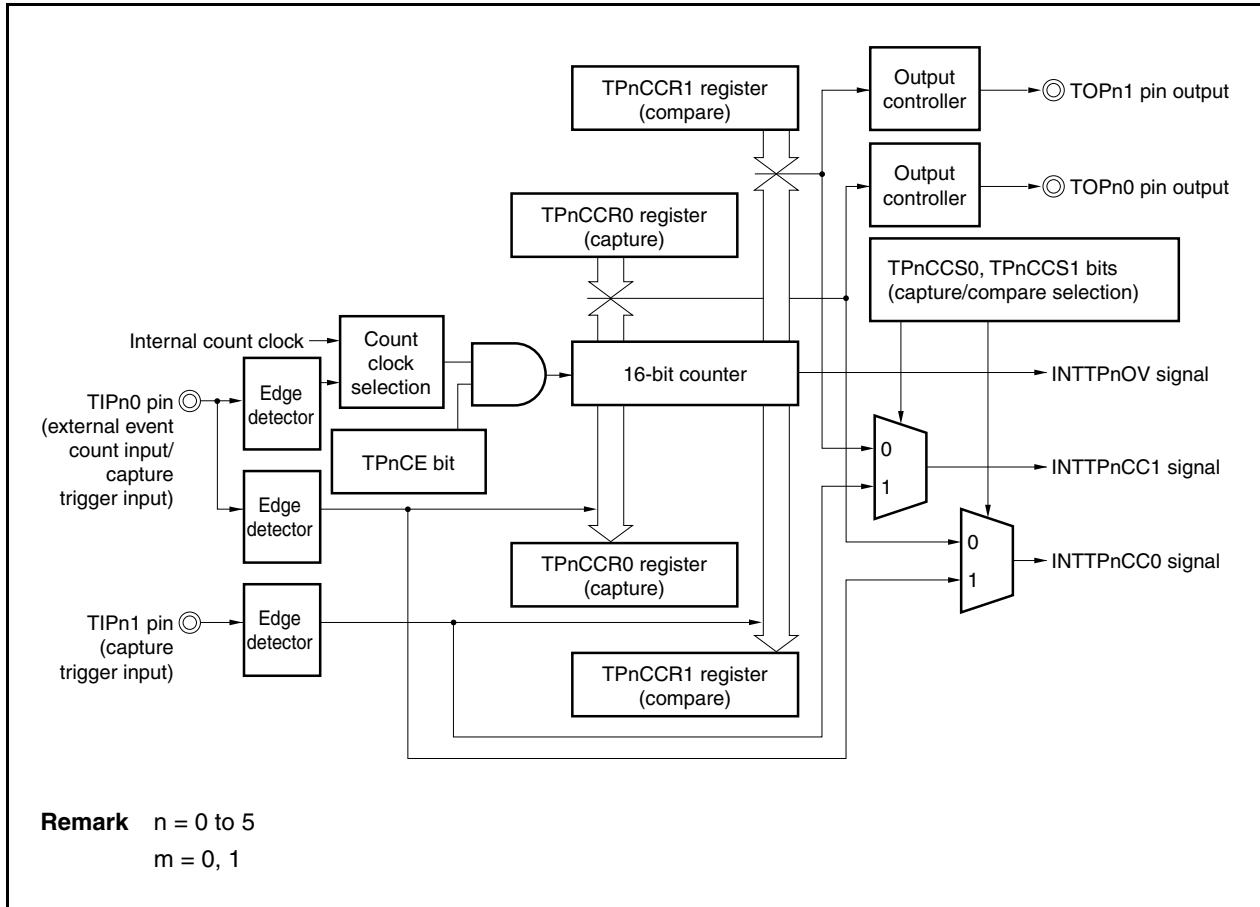 TPnCCR1 register
(compare)
Output
controller
TOPn1 pin output
Output
controller
TOPn0 pin output
TPnCCR0 register
(capture)
TPnCCS0, TPnCCS1 bits
(capture/compare selection)
Internal count clock
Count
clock
selection
16-bit counter
INTTPnOV signal
TIPn0 pin
(external event
count input/
capture
trigger input)
Edge
detector
TPnCE bit
0
1
INTTPnCC1 signal
Edge
detector
0
1
INTTPnCC0 signal
TPnCCR0 register
(capture)
TIPn1 pin
(capture
trigger input)
Edge
detector
TPnCCR1 register
(compare)
Remark n = 0 to 5
m = 0, 1